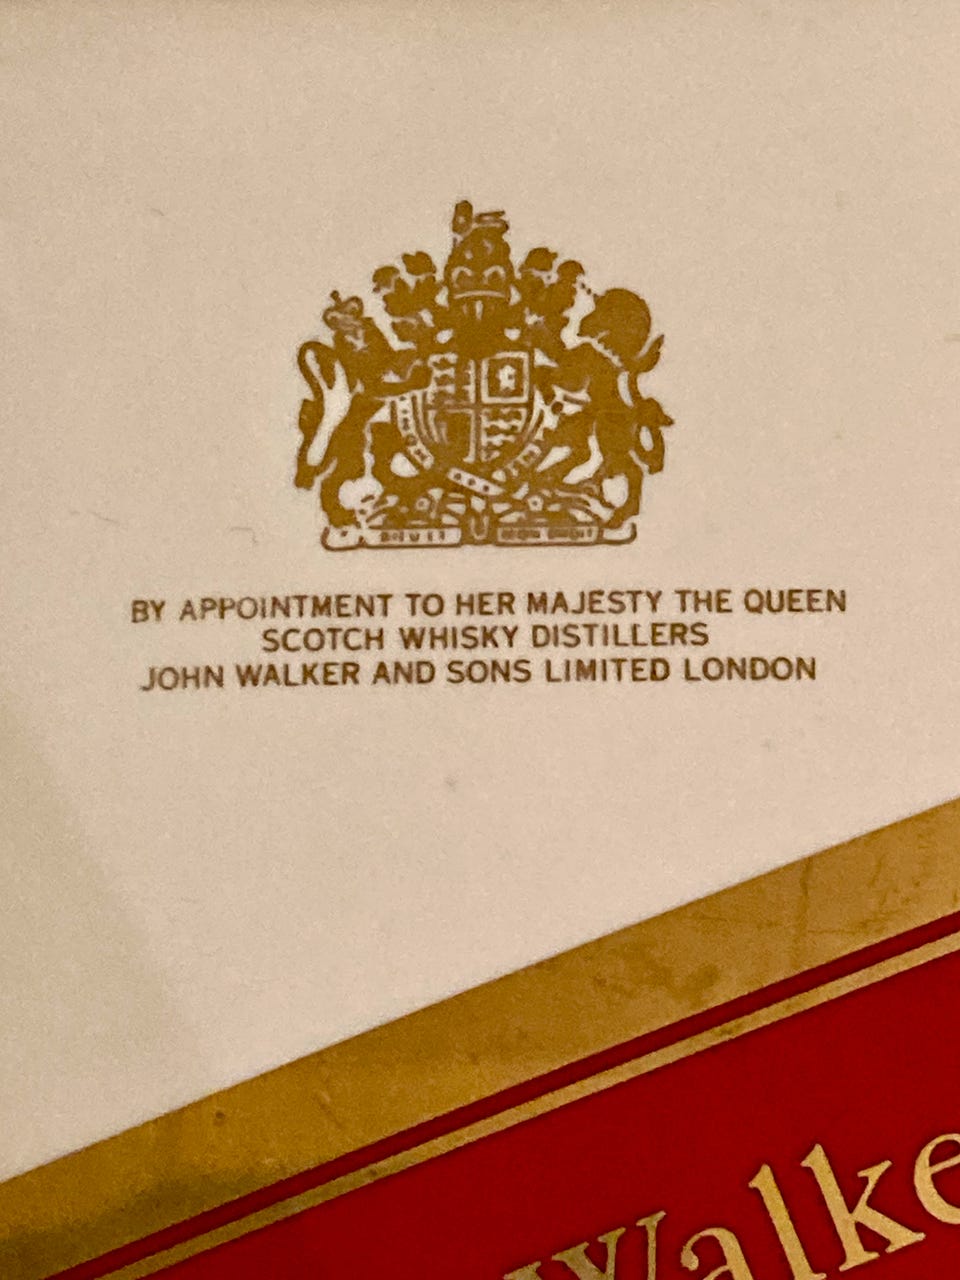 BY APPOINTMENT TO HER MAJESTY THE QUEEN
SCOTCH WHISKY DISTILLERS
JOHN WALKER AND SONS LIMITED LONDON
Walke